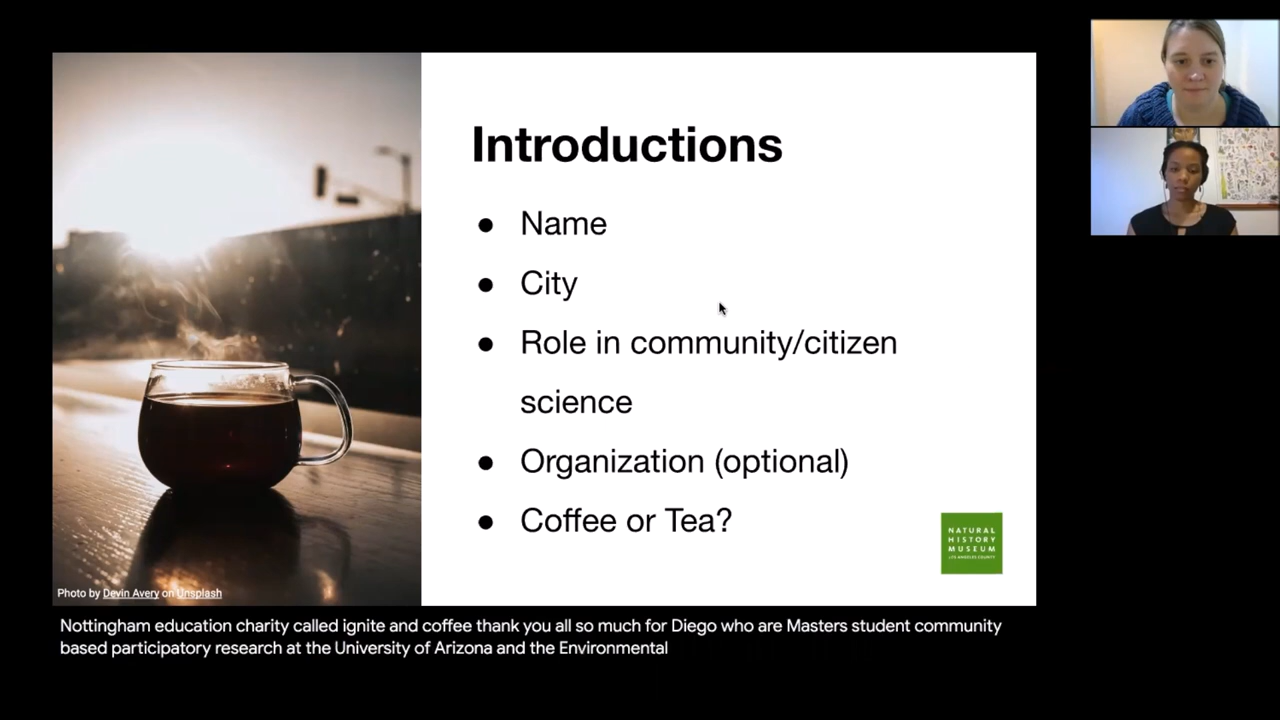 Introductions
● Name
● City
● Role in community/citizen
science
● Organization (optional)
● Coffee or Tea?
NATURAL
HISTORY
MUSEUM
LOS ANGELES COUNTY
Photo by Devin Avery on Unsplash
Nottingham education charity called ignite and coffee thank you all so much for Diego who are Masters student community
based participatory research at the University of Arizona and the Environmental